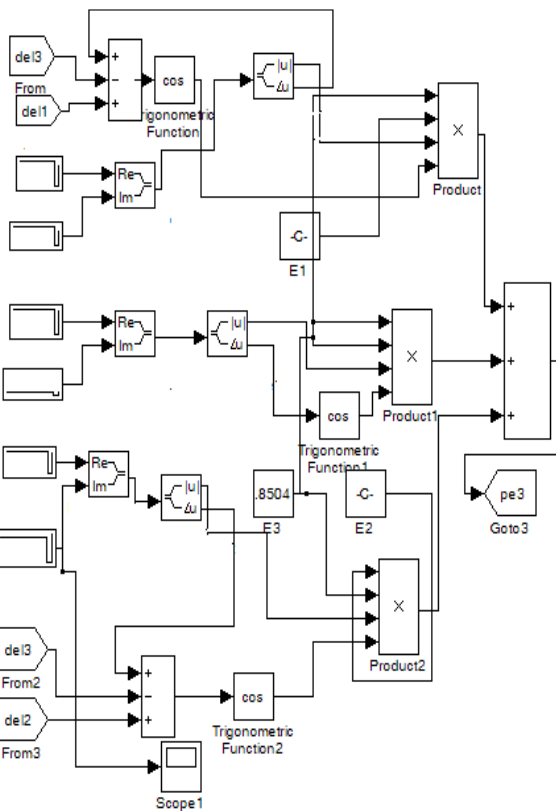 del3
From
del1
+
−
+
cos
rigonometric
Function
|u|
∠u
Re
Im
X
Product
-C-
E1
Re
Im
|u|
∠u
X
Product1
cos
Trigonometric
Function1
+
+
+
Re
Im
|u|
∠u
.8504
E3
-C-
E2
pe3
Goto3
X
Product2
del3
From2
del2
From3
+
−
+
cos
Trigonometric
Function2
Scope1